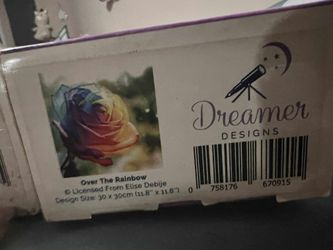 Dreamer
DESIGNS
Over The Rainbow
© Licensed From Elise Debije
Design Size: 30 x 30cm (11.8" x 11.8")
0 758176 670915